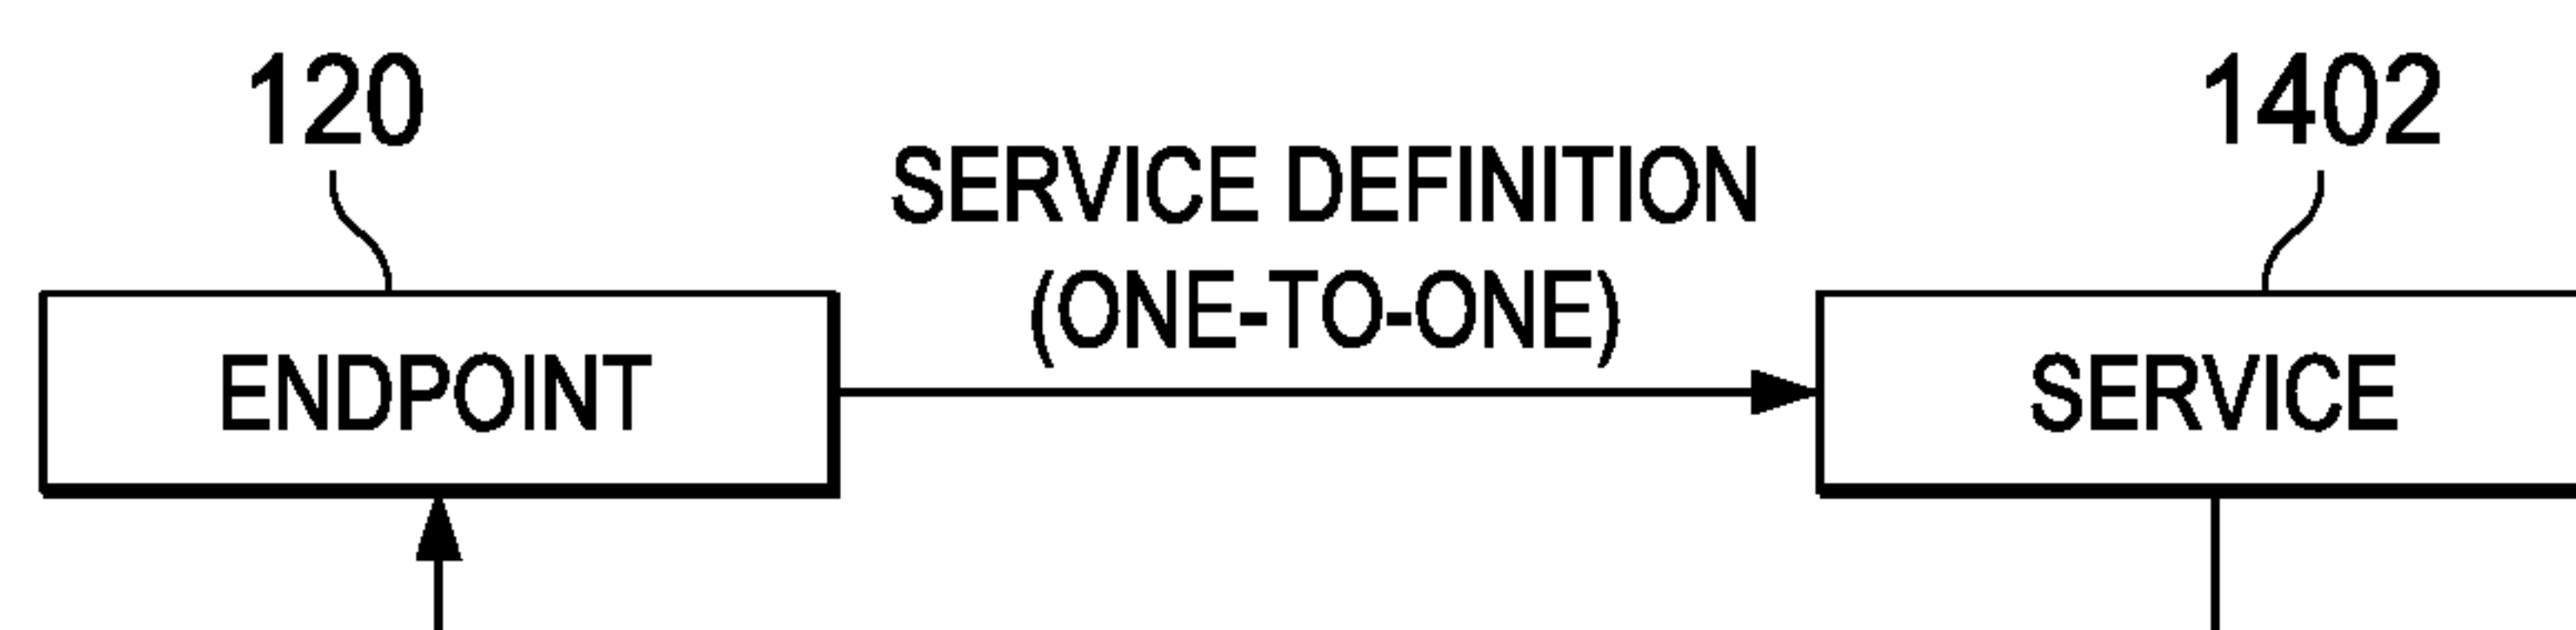 120
1402
SERVICE DEFINITION
(ONE-TO-ONE)
ENDPOINT
SERVICE